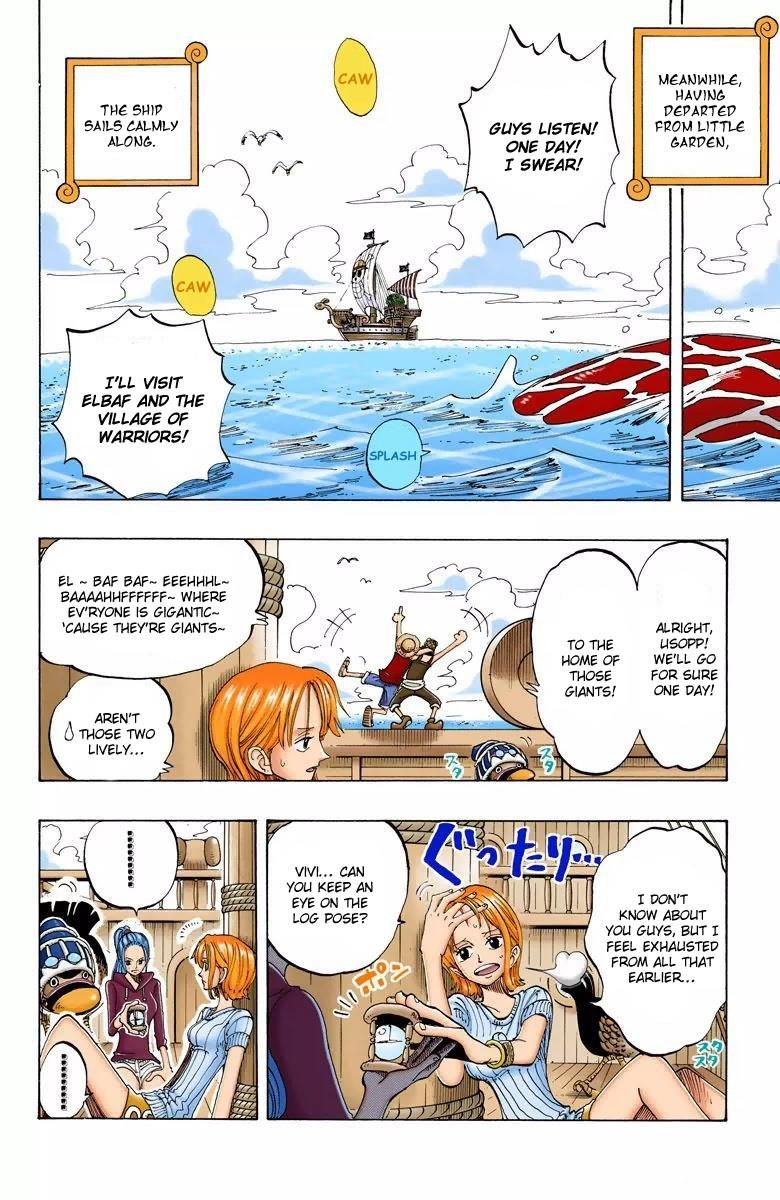 MEANWHILE,
HAVING
DEPARTED
FROM LITTLE
GARDEN,
GUYS LISTEN!
ONE DAY!
I SWEAR!
CAW
THE SHIP
SAILS CALMLY
ALONG.
CAW
I'LL VISIT
ELBAF AND THE
VILLAGE OF
WARRIORS!
SPLASH
ALRIGHT,
USOPP!
WE'LL GO
FOR SURE
ONE DAY!
TO THE
HOME OF
THOSE
GIANTS!
EL ~ BAF BAF~ EEEHHHL~
BAAAAHHFFFFFF~ WHERE
EV'RYONE IS GIGANTIC~
'CAUSE THEY'RE GIANTS~
AREN'T
THOSE TWO
LIVELY...
スタ
スタ
I DON'T
KNOW ABOUT
YOU GUYS, BUT I
FEEL EXHAUSTED
FROM ALL THAT
EARLIER...
ぐったり...
VIVI... CAN
YOU KEEP AN
EYE ON THE
LOG POSE?
ポン
スタ
スタ
........
........